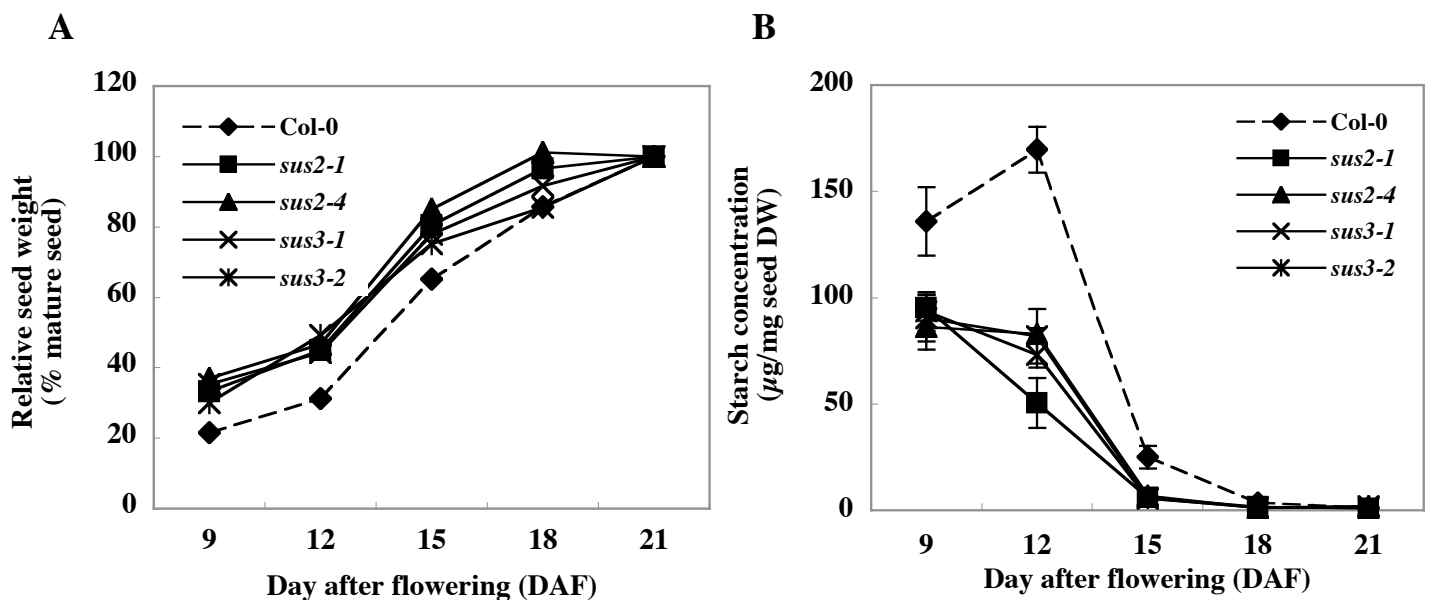 A
Relative seed weight
(% mature seed)
120
100
80
60
40
20
0
Col-0
sus2-1
sus2-4
sus3-1
sus3-2
9 12 15 18 21
Day after flowering (DAF)
B
Starch concentration
(µg/mg seed DW)
200
150
100
50
0
Col-0
sus2-1
sus2-4
sus3-1
sus3-2
9 12 15 18 21
Day after flowering (DAF)